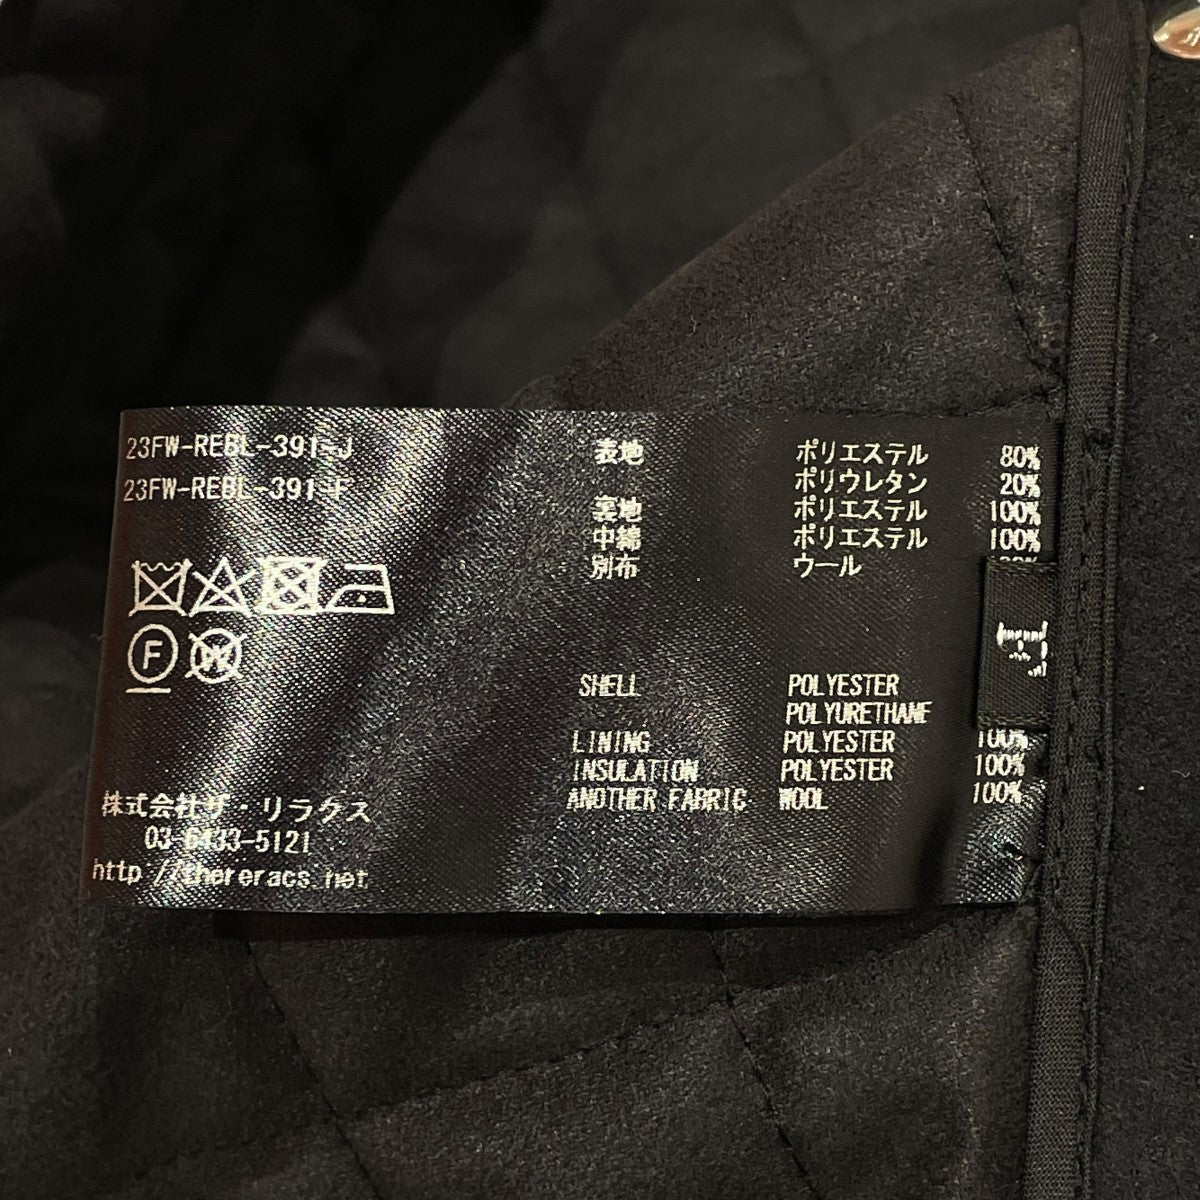 23FW-REBL-391-J
23FW-REBL-391-F
F
W
株式会社ザ・リラクス
03-6433-5121
http //thereracs.net
表地 ポリエステル 80%
ポリウレタン 20%
裏地 ポリエステル 100%
中綿 ポリエステル 100%
別布 ウール
SHELL POLYESTER
POLYURETHANE
LINING POLYESTER 100%
INSULATION POLYESTER 100%
ANOTHER FABRIC WOOL 100%